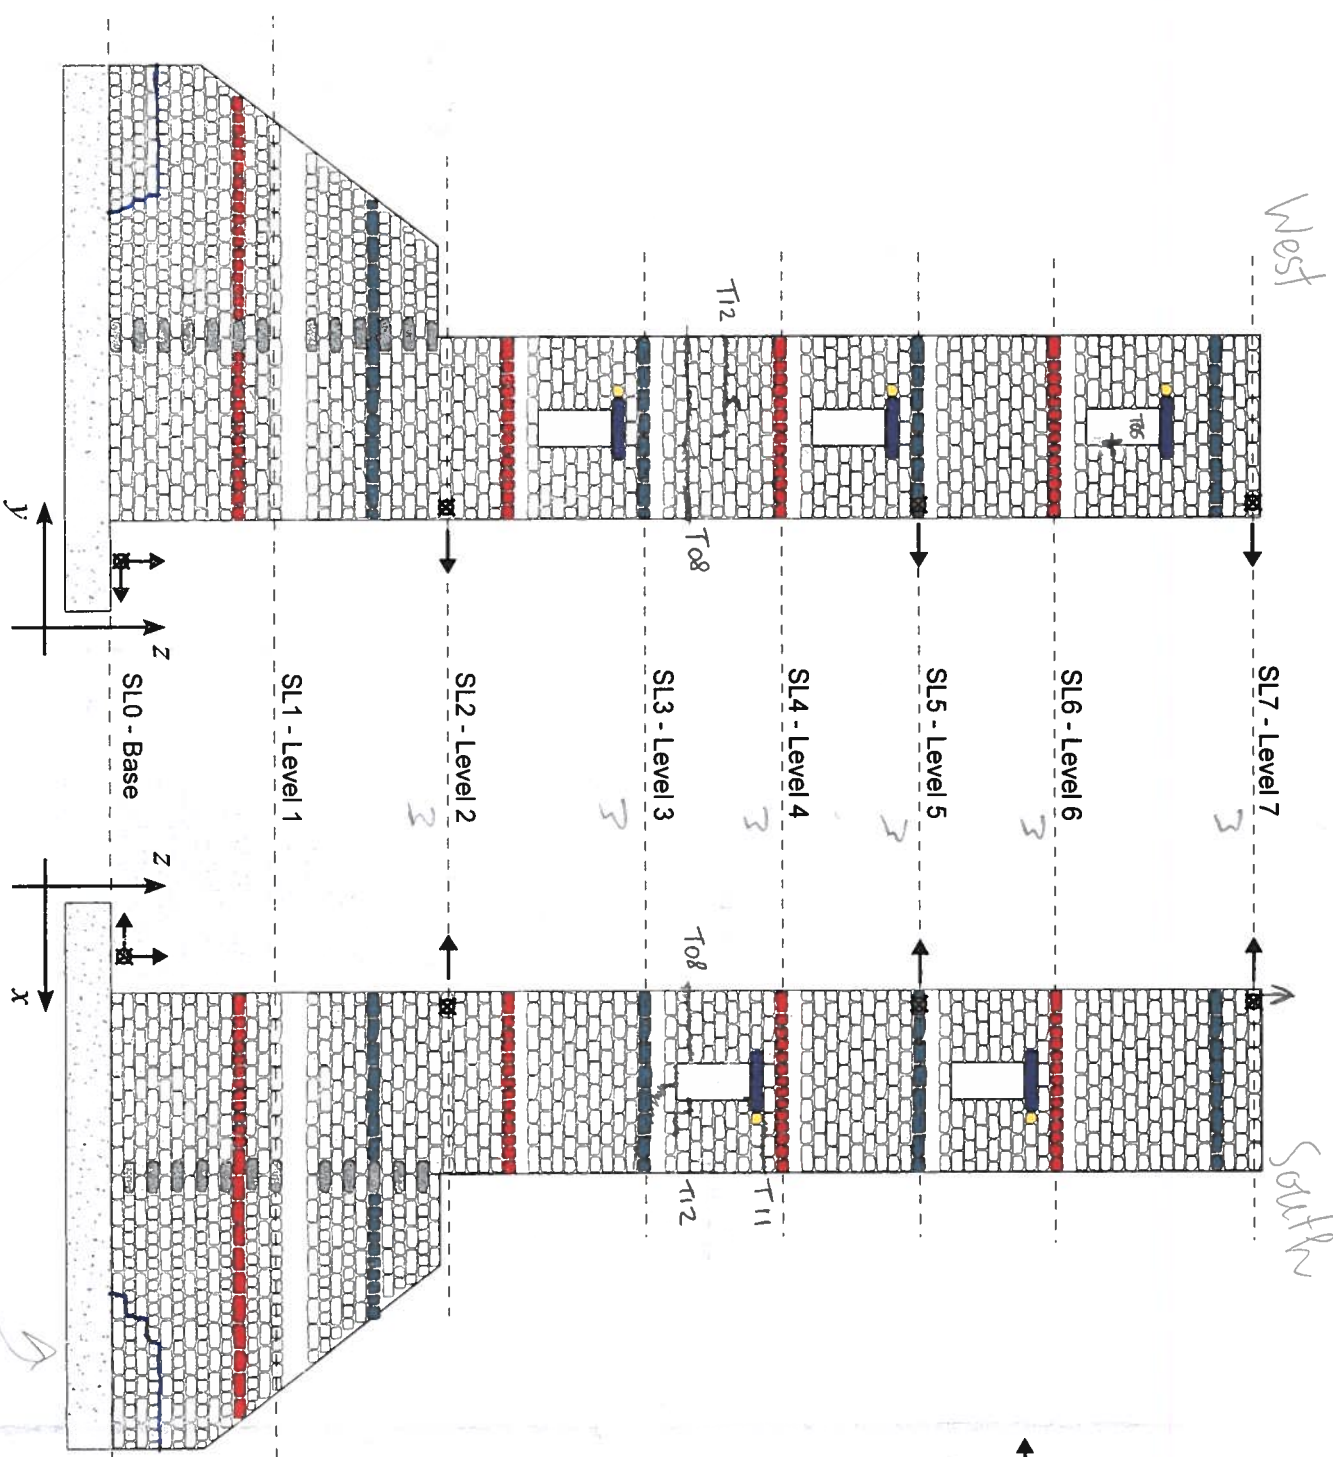 West
T12
T05
T08
y
z
SL0 - Base
SL1 - Level 1
SL2 - Level 2
SL3 - Level 3
SL4 - Level 4
SL5 - Level 5
SL6 - Level 6
SL7 - Level 7
z
x
T08
T12
T11
South